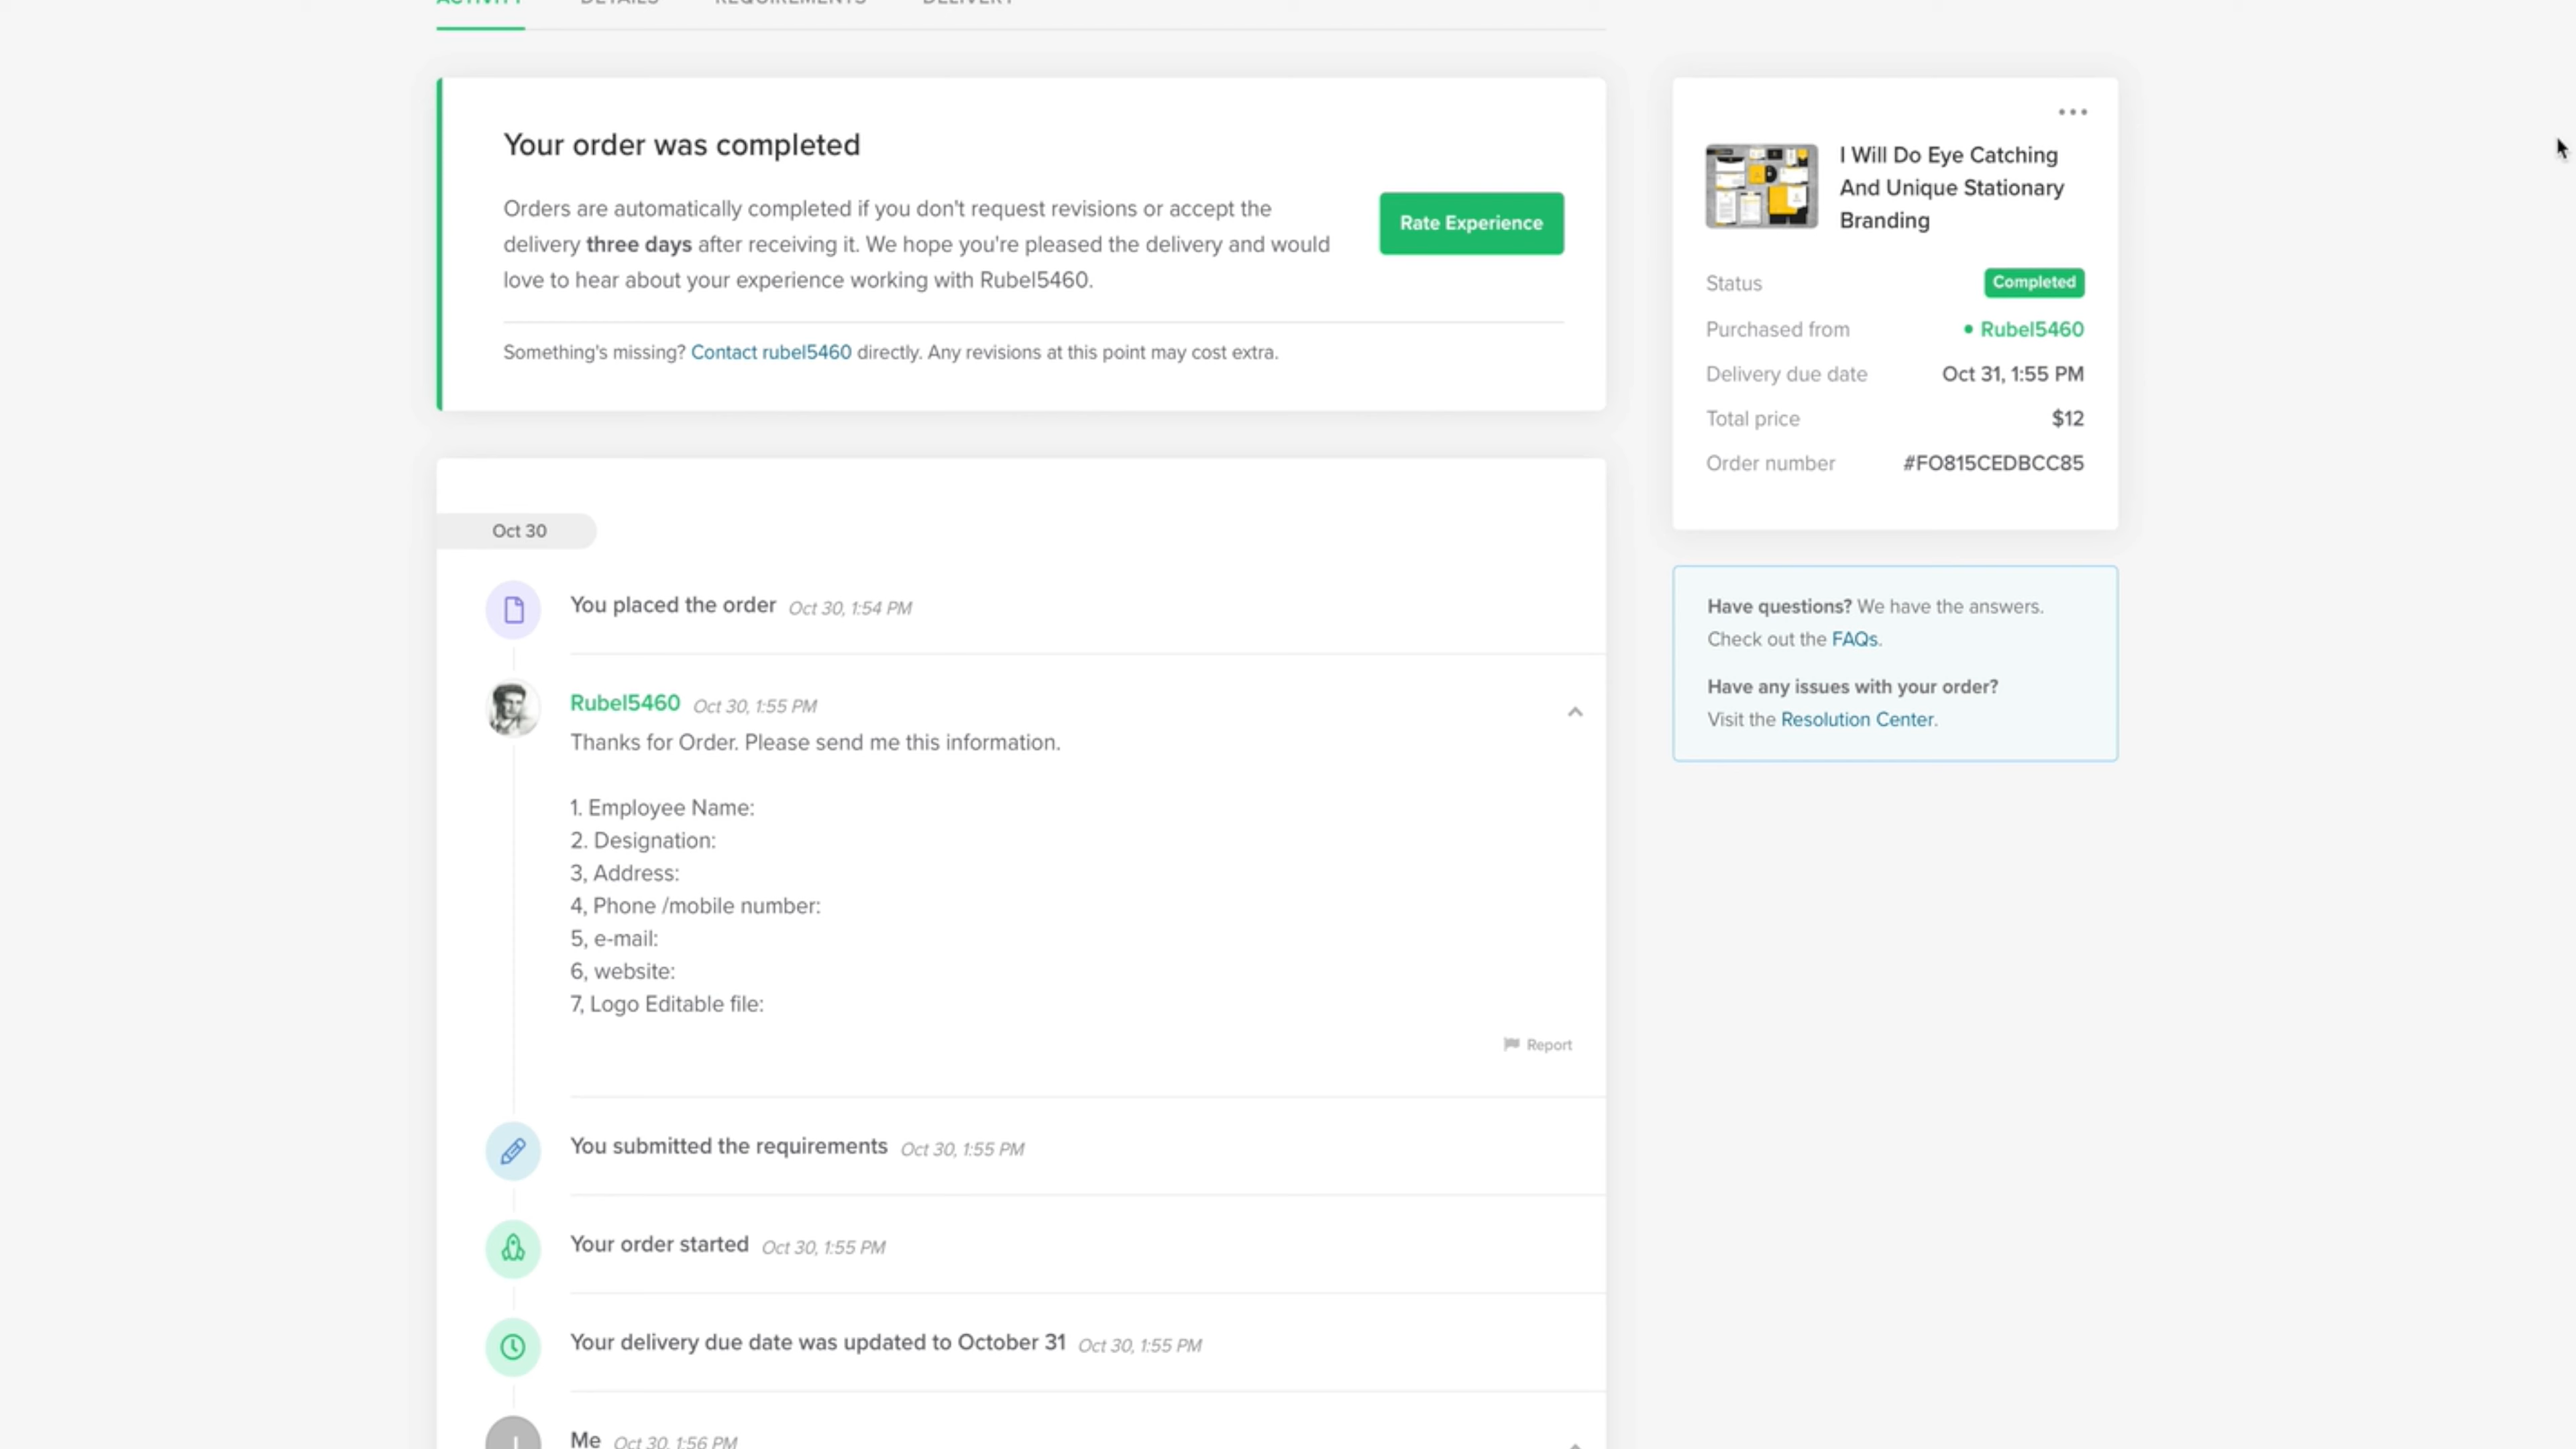 ACTIVITY DETAILS REQUIREMENTS DELIVERY
Your order was completed
Orders are automatically completed if you don't request revisions or accept the
delivery three days after receiving it. We hope you're pleased the delivery and would
love to hear about your experience working with Rubel5460.
Rate Experience
Something's missing? Contact rubel5460 directly. Any revisions at this point may cost extra.
Oct 30
You placed the order Oct 30, 1:54 PM
Rubel5460 Oct 30, 1:55 PM
Thanks for Order. Please send me this information.
1. Employee Name:
2. Designation:
3, Address:
4, Phone /mobile number:
5, e-mail:
6, website:
7, Logo Editable file:
Report
You submitted the requirements Oct 30, 1:55 PM
Your order started Oct 30, 1:55 PM
Your delivery due date was updated to October 31 Oct 30, 1:55 PM
Me Oct 30, 1:56 PM
I Will Do Eye Catching
And Unique Stationary
Branding
Status Completed
Purchased from Rubel5460
Delivery due date Oct 31, 1:55 PM
Total price $12
Order number #FO815CEDBCC85
Have questions? We have the answers.
Check out the FAQs.
Have any issues with your order?
Visit the Resolution Center.